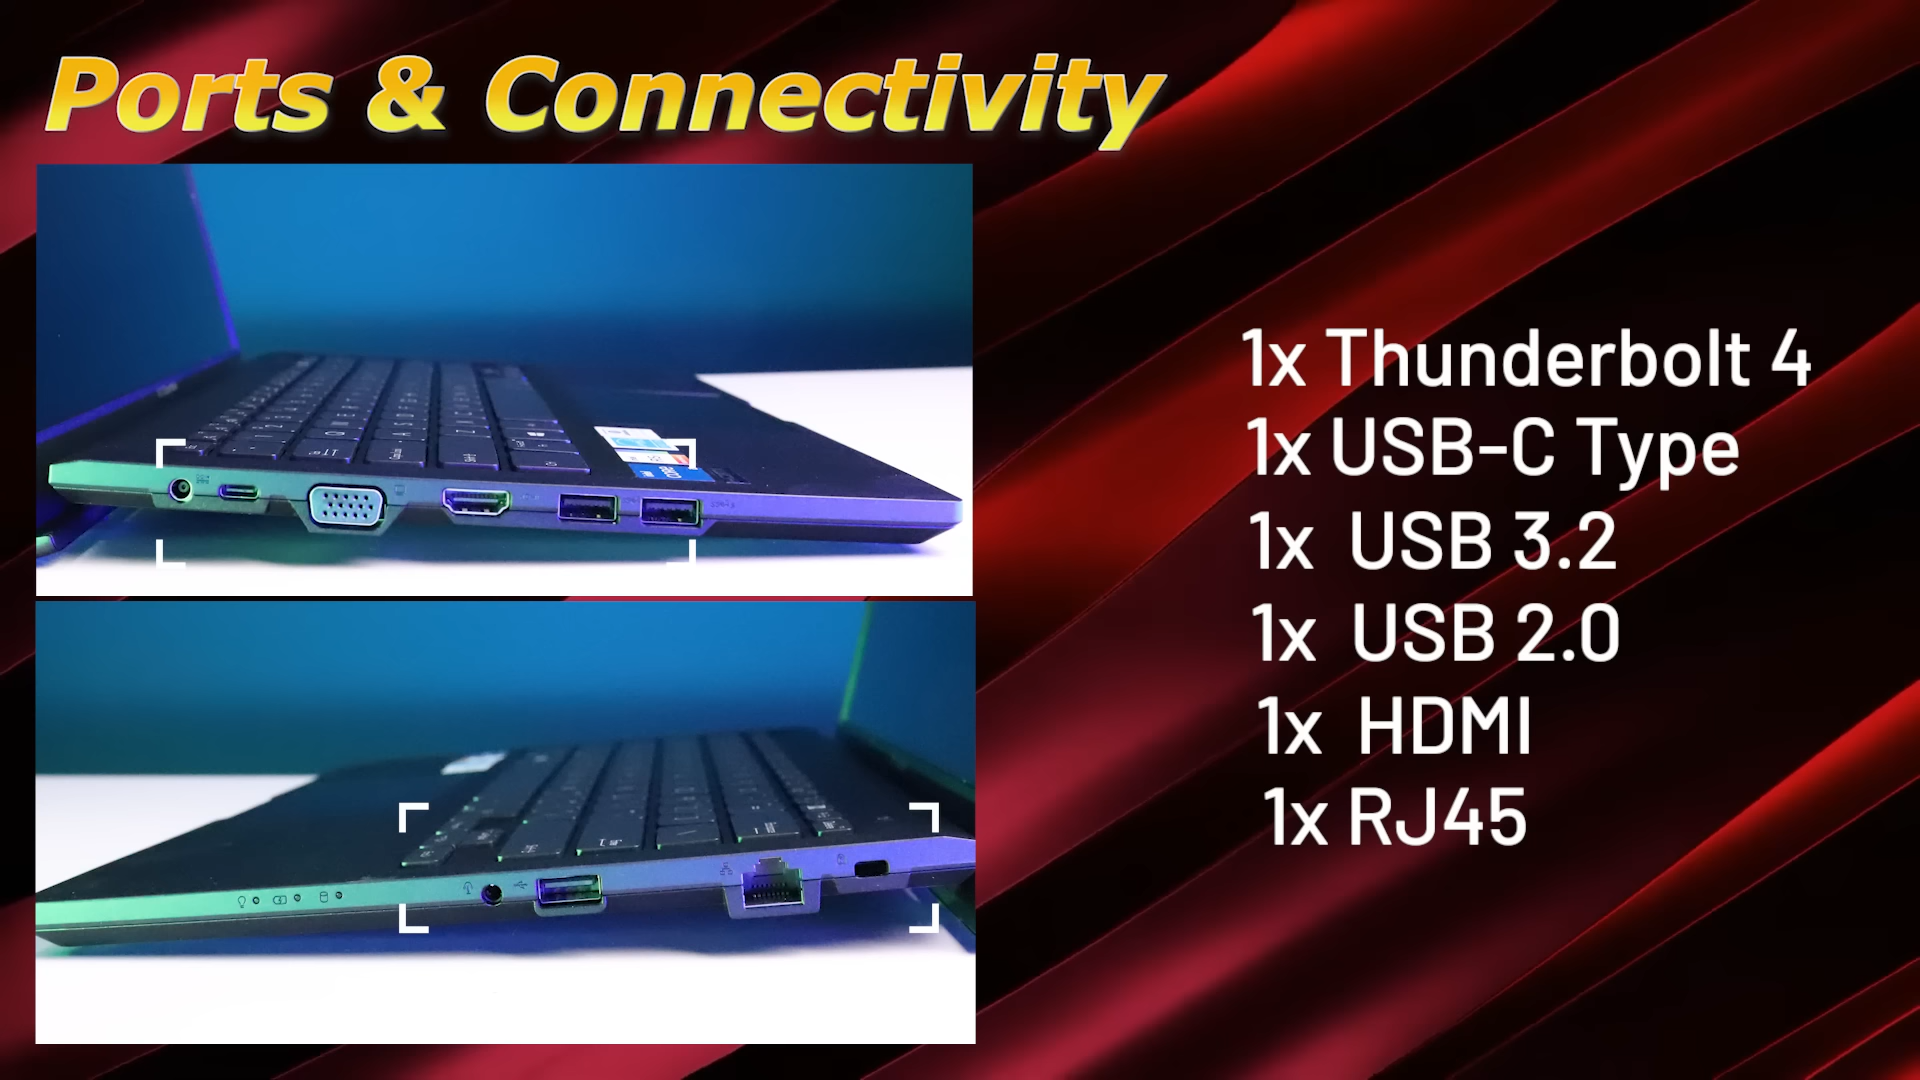 Ports & Connectivity
1x Thunderbolt 4
1x USB-C Type
1x USB 3.2
1x USB 2.0
1x HDMI
1x RJ45